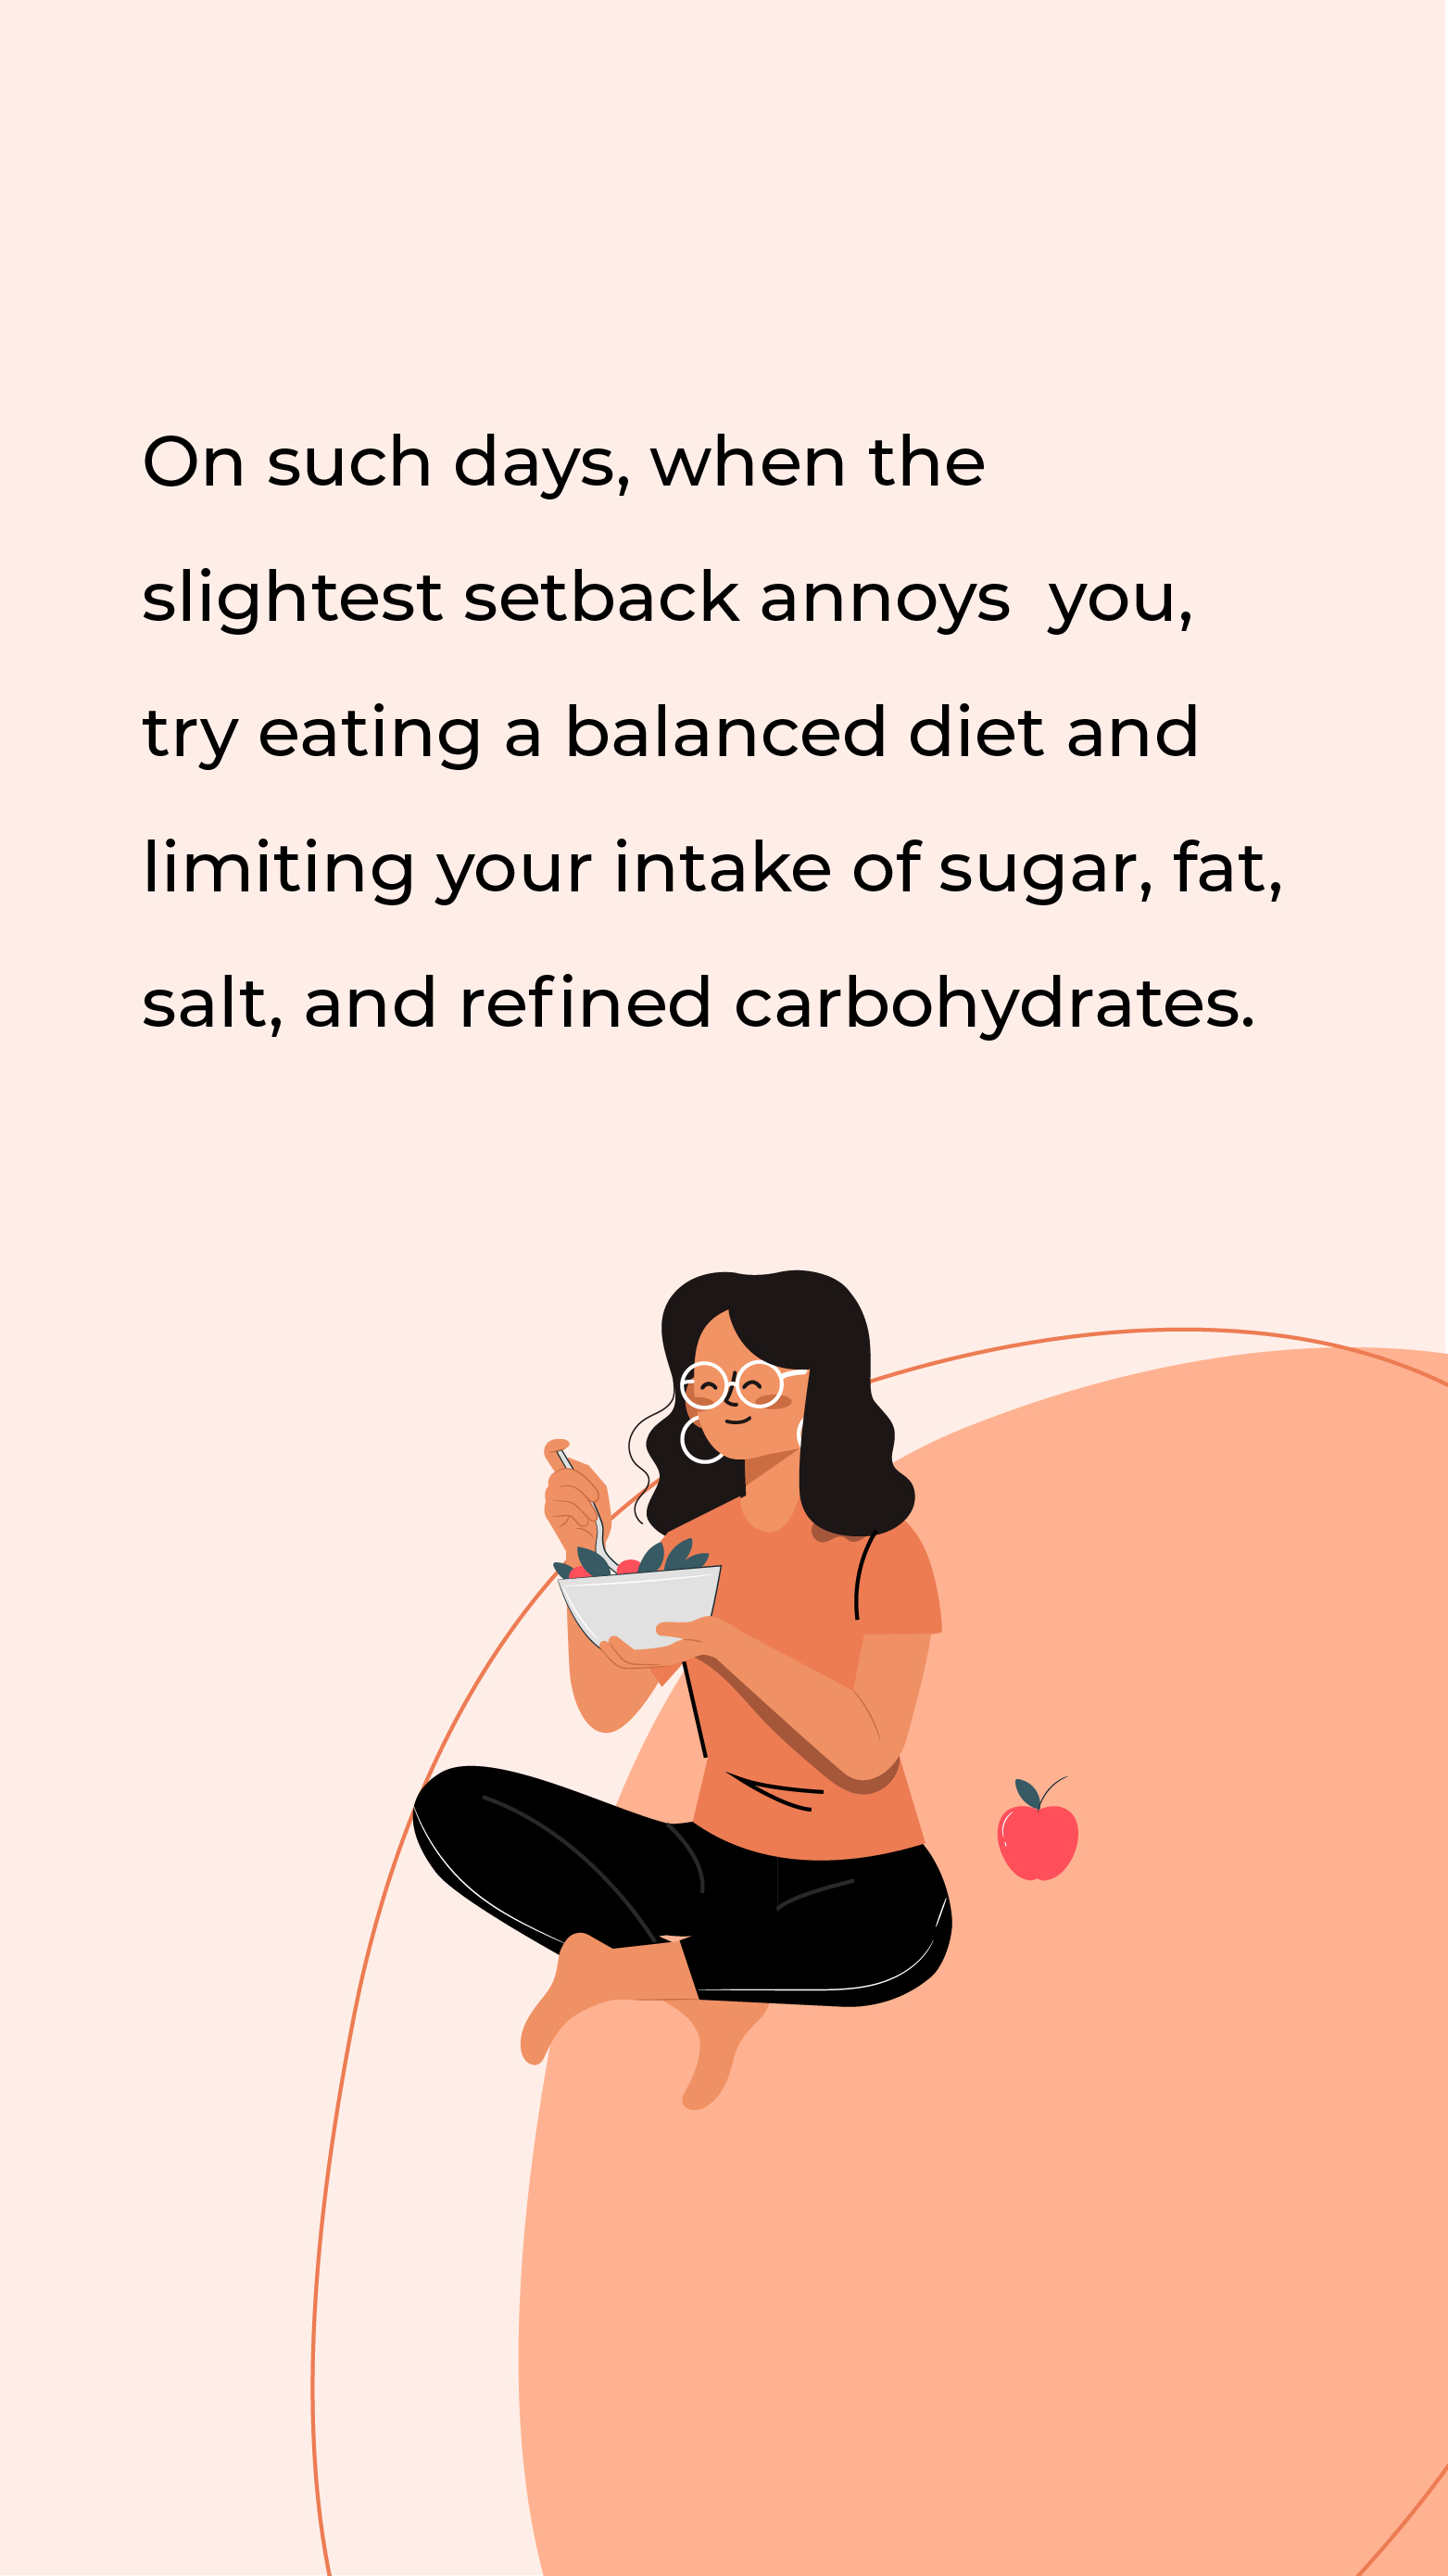 On such days, when the
slightest setback annoys  you,
try eating a balanced diet and
limiting your intake of sugar, fat,
salt, and refined carbohydrates.